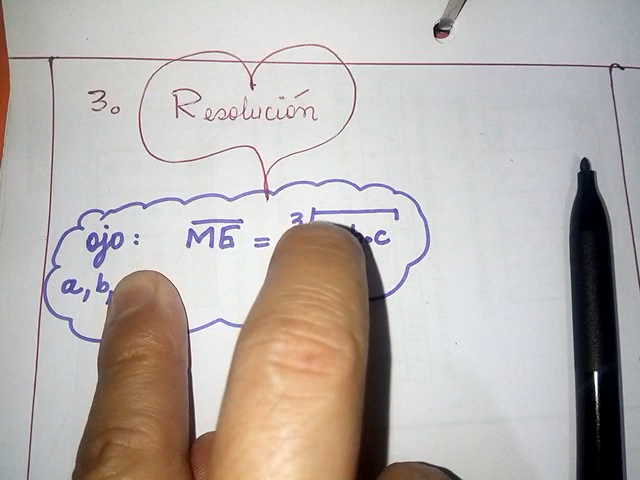 3. Resolución
ojo: MG = ³√ b.c
a, b,